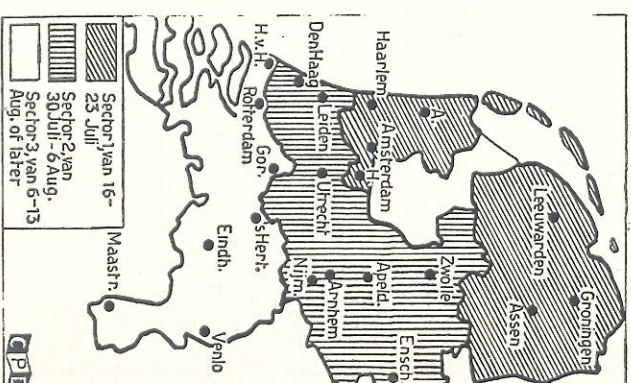 Groningen
Leeuwarden
Assen
A.
Haarlem
Amsterdam
H.
Zwolle
DenHaag
Leiden
Utrecht
Apeld.
Ensch
H.v.H.
Rotterdam
Gor.
Arnhem
Nijm.
'sHert.
Eindh.
Venlo
Maastr.
Sector 1, van 16-
23 Juli
Sector 2, van
30 Juli - 6 Aug.
Sector 3, van 6-13
Aug. of later